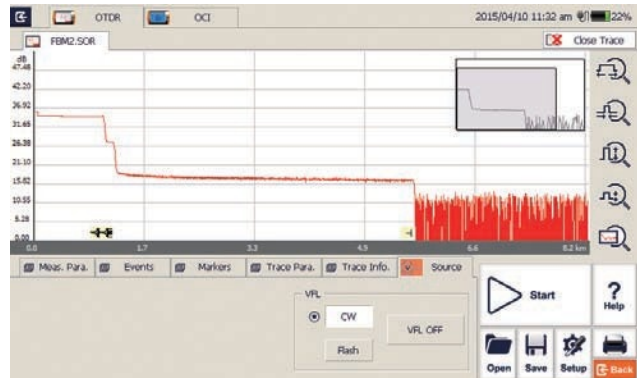 OTDR OCI 2015/04/10 11:32 am 22%
FBM2.SOR Close Trace
dB
47.48
42.20
36.92
31.65
26.38
21.10
15.82
10.55
5.28
0.00
0.0 1.7 3.3 4.9 6.6 8.2 km
Meas. Para. Events Markers Trace Para. Trace Info. Source
VFL
CW
VFL OFF
Flash
Start
?
Help
Open Save Setup Back